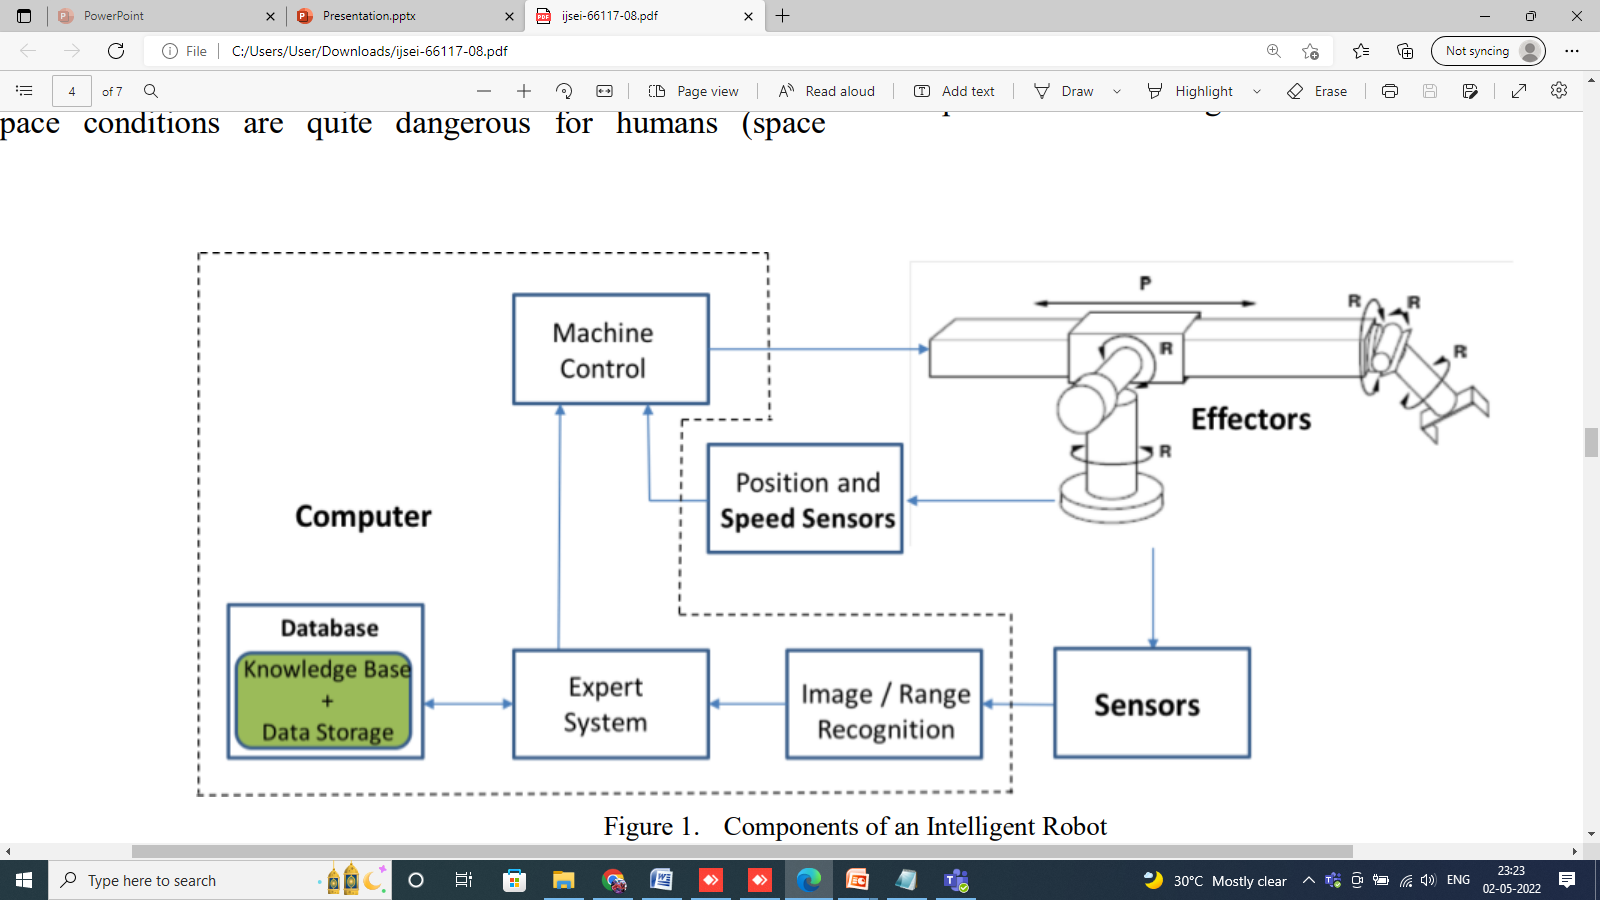 PowerPoint
Presentation.pptx
ijsei-66117-08.pdf
File
C:/Users/User/Downloads/ijsei-66117-08.pdf
Not syncing
4
of 7
Page view
Read aloud
Add text
Draw
Highlight
Erase
pace conditions are quite dangerous for humans (space
Machine
Control
P
R
R
R
R
R
Effectors
Position and
Speed Sensors
Computer
Database
Knowledge Base
+
Data Storage
Expert
System
Image / Range
Recognition
Sensors
Figure 1. Components of an Intelligent Robot
Type here to search
30°C Mostly clear
ENG
23:23
02-05-2022